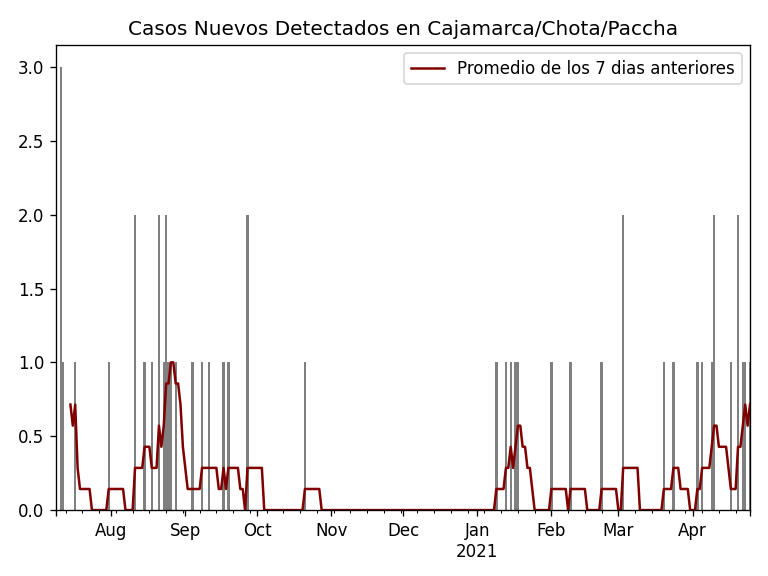 Casos Nuevos Detectados en Cajamarca/Chota/Paccha
Promedio de los 7 dias anteriores
3.0
2.5
2.0
1.5
1.0
0.5
0.0
Aug Sep Oct Nov Dec Jan Feb Mar Apr
2021